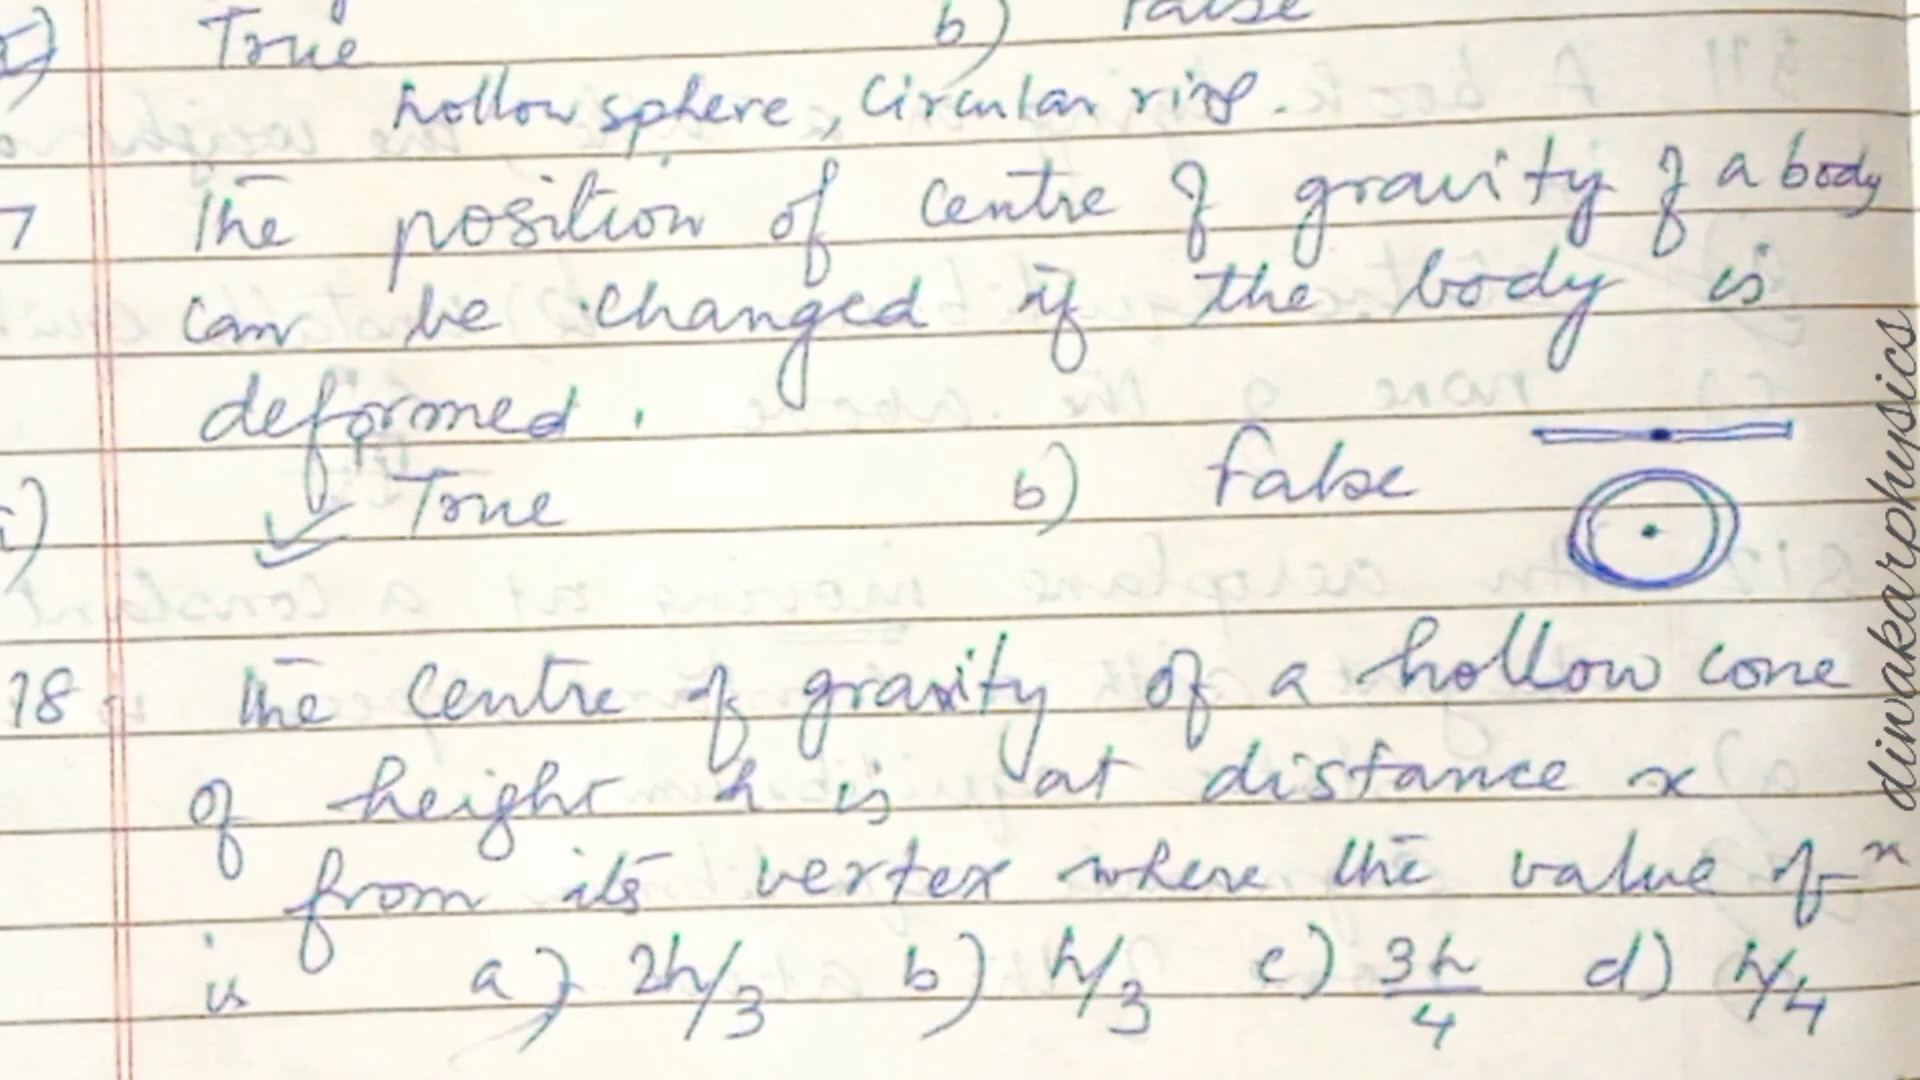 True b) False
hollow sphere, Circular ring.
7 The position of centre of gravity of a body
can be changed if the body is
deformed.
True b) False
18 The centre of gravity of a hollow cone
of height h is at distance x
from its vertex where the value of x
is a) 2h/3 b) h/3 c) 3h/4 d) h/4
diwakarphysics